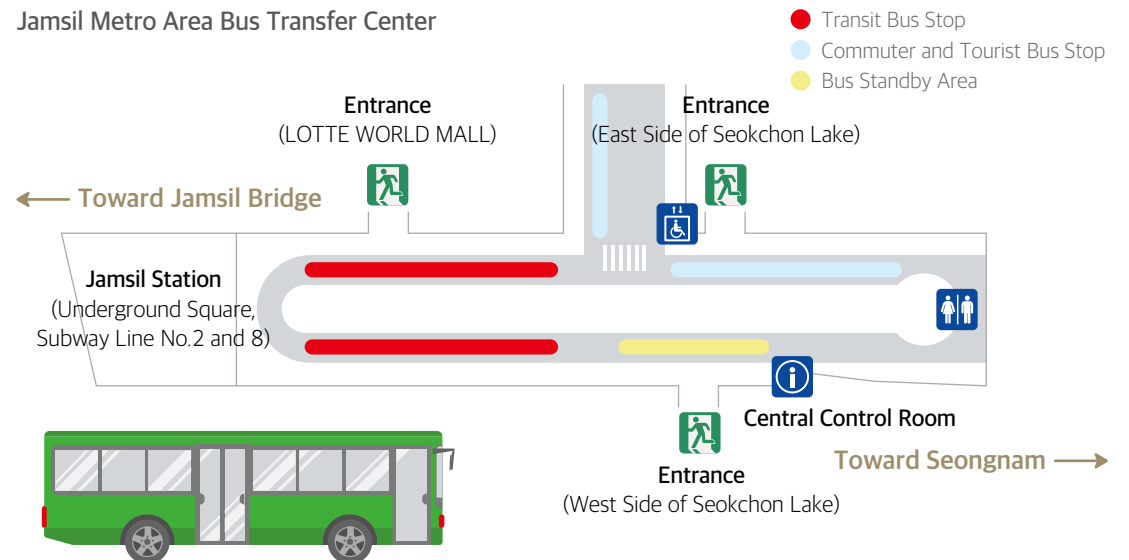 Jamsil Metro Area Bus Transfer Center
Transit Bus Stop
Commuter and Tourist Bus Stop
Bus Standby Area
Entrance
(LOTTE WORLD MALL)
Entrance
(East Side of Seokchon Lake)
Toward Jamsil Bridge
Jamsil Station
(Underground Square,
Subway Line No.2 and 8)
Central Control Room
Entrance
(West Side of Seokchon Lake)
Toward Seongnam